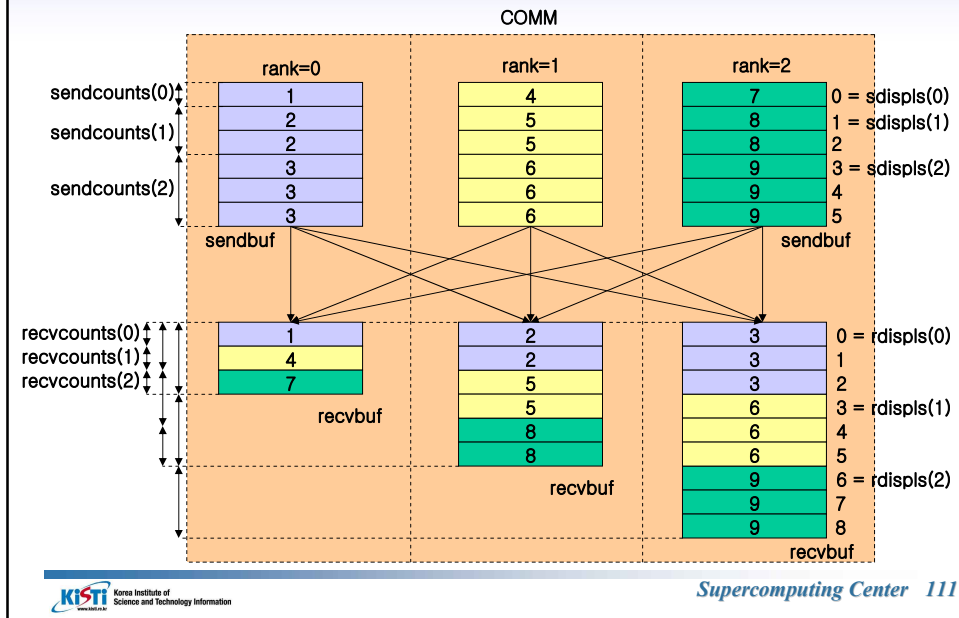 COMM
rank=0 rank=1 rank=2
sendcounts(0) 1 4 7 0 = sdispls(0)
sendcounts(1) 2 5 8 1 = sdispls(1)
2 5 8 2
3 6 9 3 = sdispls(2)
sendcounts(2) 3 6 9 4
3 6 9 5
sendbuf sendbuf
recvcounts(0) 1 2 3 0 = rdispls(0)
recvcounts(1) 4 2 3 1
recvcounts(2) 7 5 3 2
recvbuf 5 6 3 = rdispls(1)
8 6 4
8 6 5
recvbuf 9 6 = rdispls(2)
9 7
9 8
recvbuf
KiSTi Korea Institute of
Science and Technology Information
www.kisti.re.kr
Supercomputing Center 111